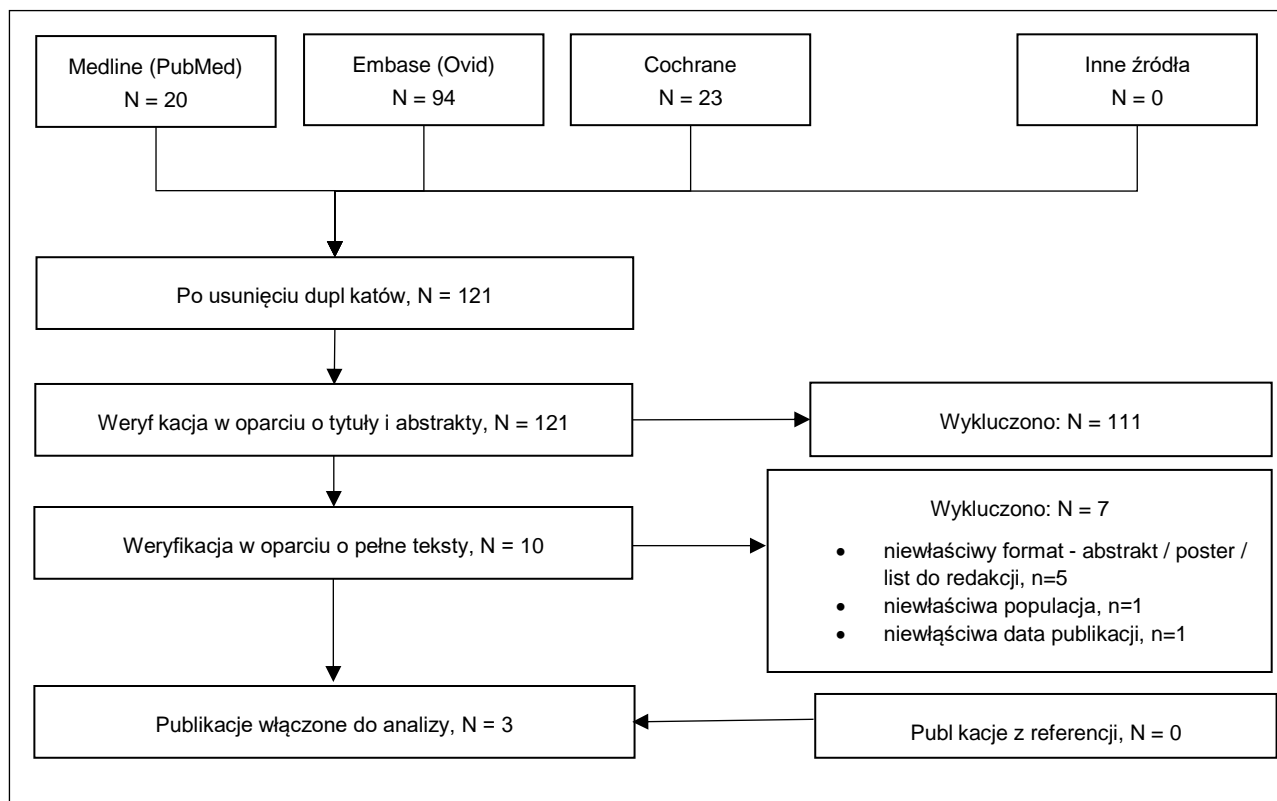 Medline (PubMed)
N = 20
Embase (Ovid)
N = 94
Cochrane
N = 23
Inne źródła
N = 0
Po usunięciu dupl katów, N = 121
Weryf kacja w oparciu o tytuły i abstrakty, N = 121
Wykluczono: N = 111
Weryfikacja w oparciu o pełne teksty, N = 10
Wykluczono: N = 7
• niewłaściwy format - abstrakt / poster /
list do redakcji, n=5
• niewłaściwa populacja, n=1
• niewłąściwa data publikacji, n=1
Publikacje włączone do analizy, N = 3
Publ kacje z referencji, N = 0